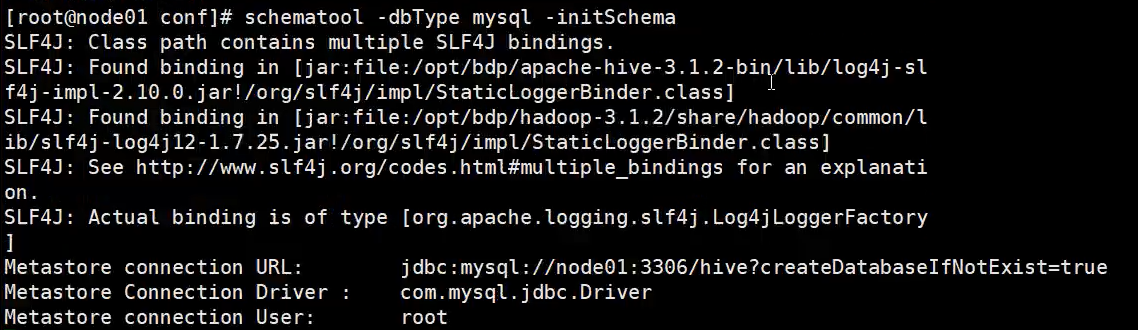 [root@node01 conf]# schematool -dbType mysql -initSchema
SLF4J: Class path contains multiple SLF4J bindings.
SLF4J: Found binding in [jar:file:/opt/bdp/apache-hive-3.1.2-bin/lib/log4j-sl
f4j-impl-2.10.0.jar!/org/slf4j/impl/StaticLoggerBinder.class]
SLF4J: Found binding in [jar:file:/opt/bdp/hadoop-3.1.2/share/hadoop/common/l
ib/slf4j-log4j12-1.7.25.jar!/org/slf4j/impl/StaticLoggerBinder.class]
SLF4J: See http://www.slf4j.org/codes.html#multiple_bindings for an explanati
on.
SLF4J: Actual binding is of type [org.apache.logging.slf4j.Log4jLoggerFactory
]
Metastore connection URL:        jdbc:mysql://node01:3306/hive?createDatabaseIfNotExist=true
Metastore Connection Driver :    com.mysql.jdbc.Driver
Metastore connection User:       root